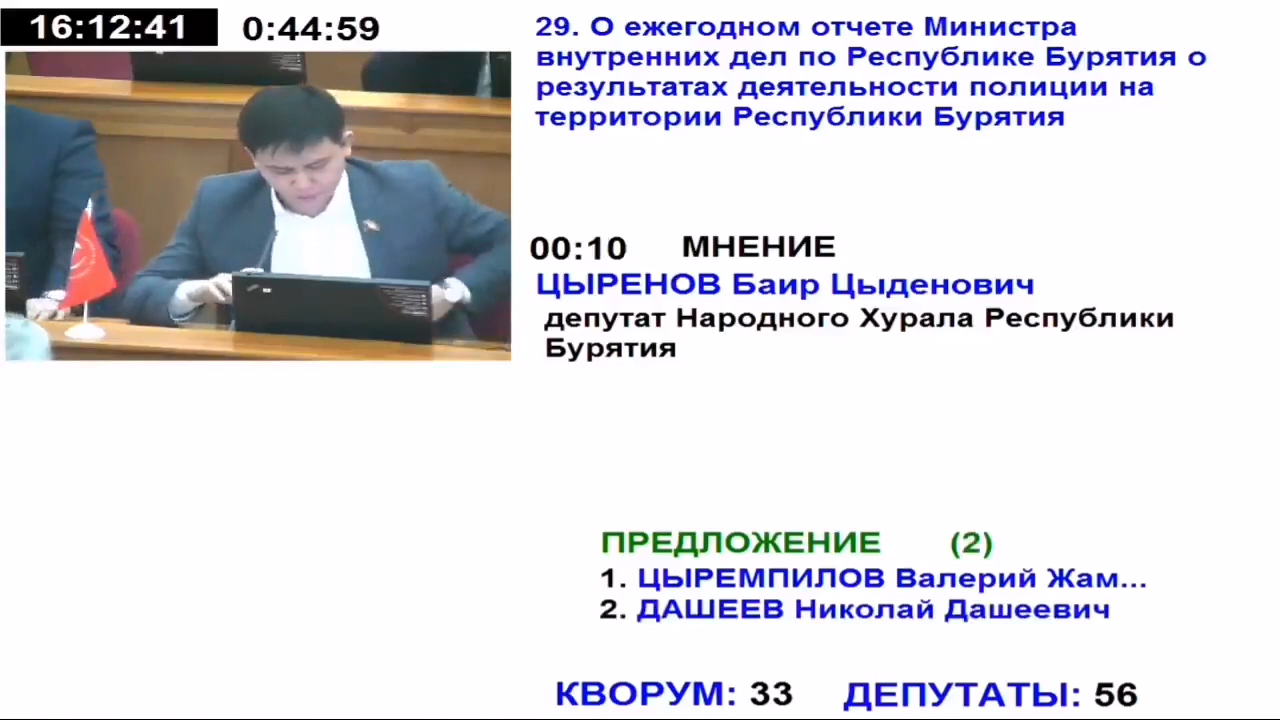 16:12:41 0:44:59
29. О ежегодном отчете Министра
внутренних дел по Республике Бурятия о
результатах деятельности полиции на
территории Республики Бурятия
00:10 МНЕНИЕ
ЦЫРЕНОВ Баир Цыденович
депутат Народного Хурала Республики
Бурятия
ПРЕДЛОЖЕНИЕ (2)
1. ЦЫРЕМПИЛОВ Валерий Жам...
2. ДАШЕЕВ Николай Дашеевич
КВОРУМ: 33 ДЕПУТАТЫ: 56